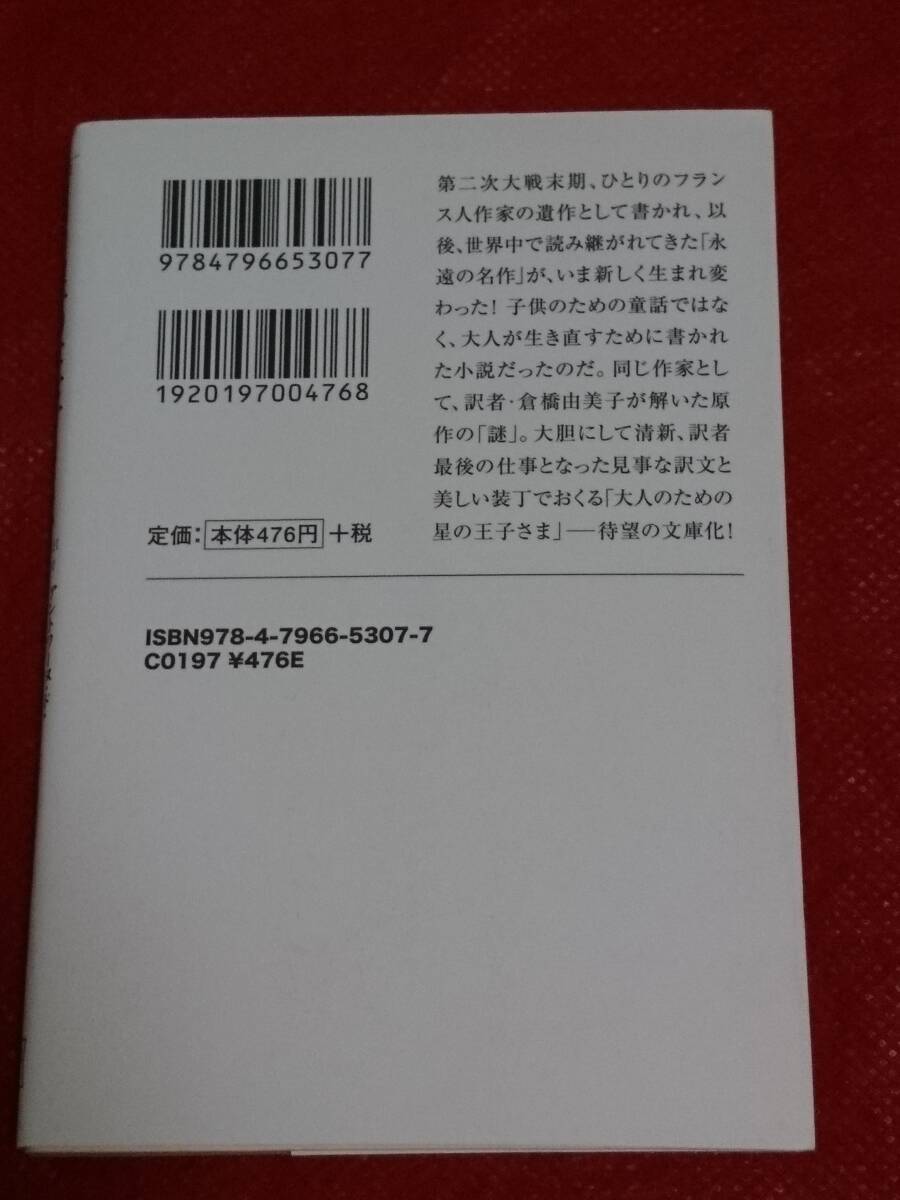 9784796653077
1920197004768
定価：本体476円+税
第二次大戦末期、ひとりのフラン
ス人作家の遺作として書かれ、以
後、世界中で読み継がれてきた「永
遠の名作」が、いま新しく生まれ変
わった！子供のための童話ではな
く、大人が生き直すために書かれ
た小説だったのだ。同じ作家とし
て、訳者・倉橋由美子が解いた原
作の「謎」。大胆にして清新、訳者
最後の仕事となった見事な訳文と
美しい装丁でおくる「大人のための
星の王子さま」——待望の文庫化！
ISBN978-4-7966-5307-7
C0197 ¥476E